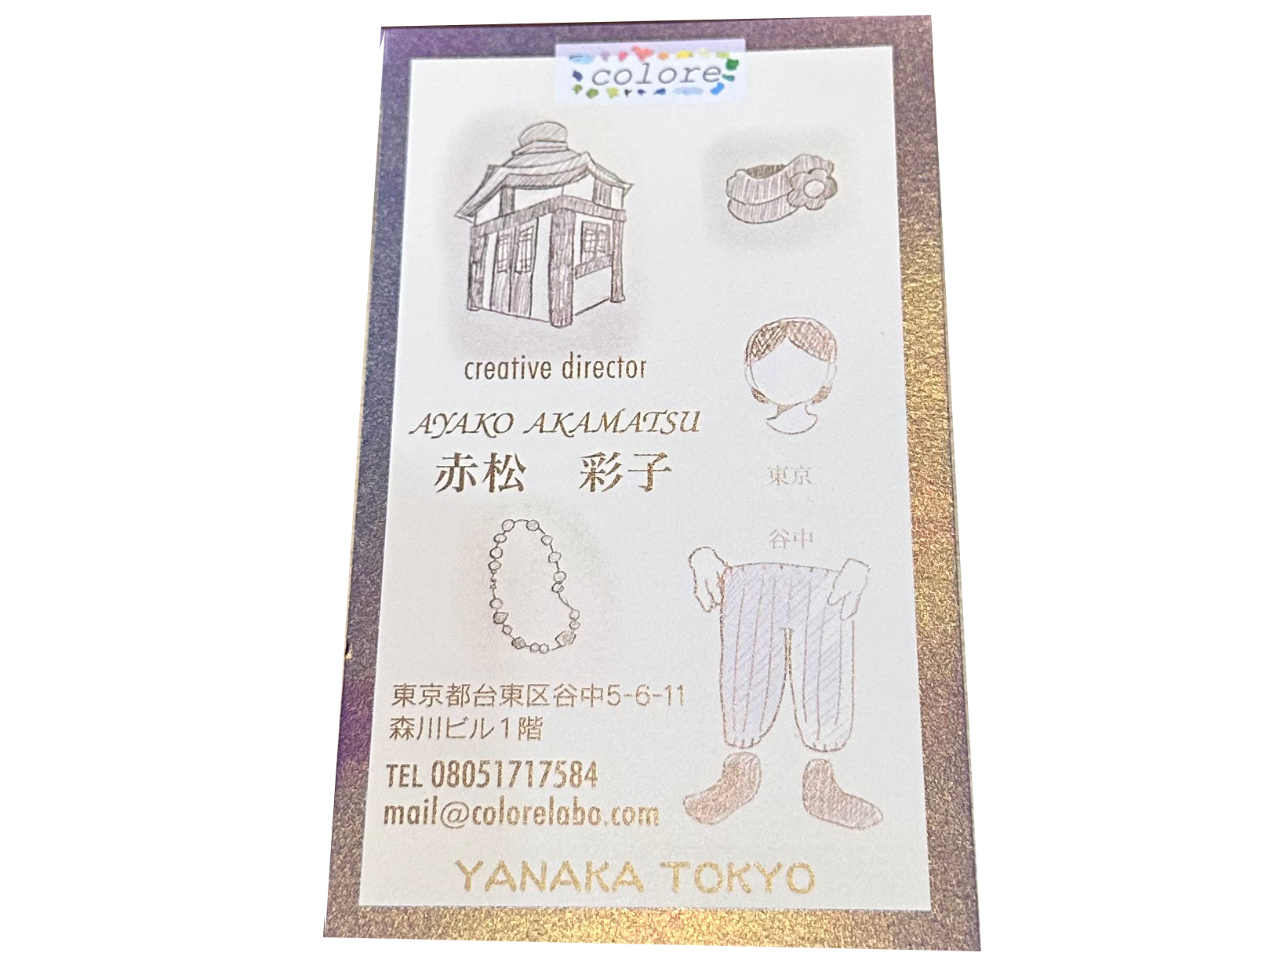 colore
creative director
AYAKO AKAMATSU
赤松 彩子
東京
谷中
東京都台東区谷中5-6-11
森川ビル1階
TEL 08051717584
mail@colorelabo.com
YANAKA TOKYO